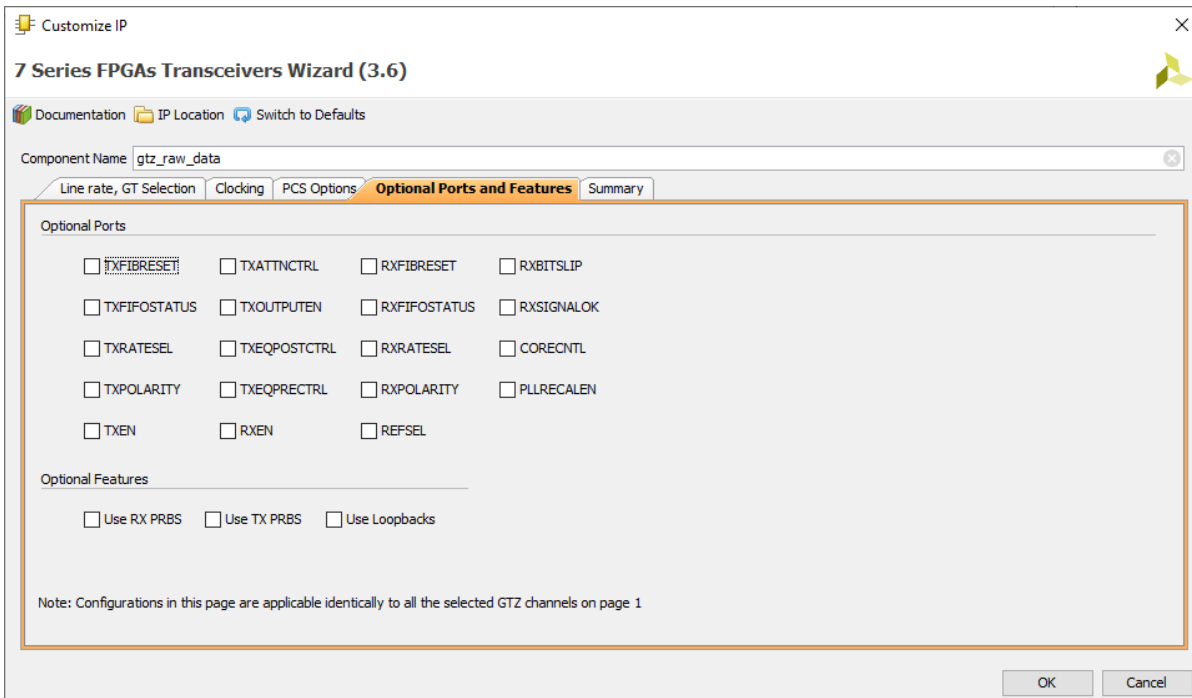 Customize IP
7 Series FPGAs Transceivers Wizard (3.6)
Documentation IP Location Switch to Defaults
Component Name gtz_raw_data
Line rate, GT Selection Clocking PCS Options Optional Ports and Features Summary
Optional Ports
TXFIBRESET TXATTNCTRL RXFIBRESET RXBITSLIP
TXFIFOSTATUS TXOUTPUTEN RXFIFOSTATUS RXSIGNALOK
TXRATESEL TXEQPOSTCTRL RXRATESEL CORECNTL
TXPOLARITY TXEQPRECTRL RXPOLARITY PLLRECALEN
TXEN RXEN REFSEL
Optional Features
Use RX PRBS Use TX PRBS Use Loopbacks
Note: Configurations in this page are applicable identically to all the selected GTZ channels on page 1
OK Cancel